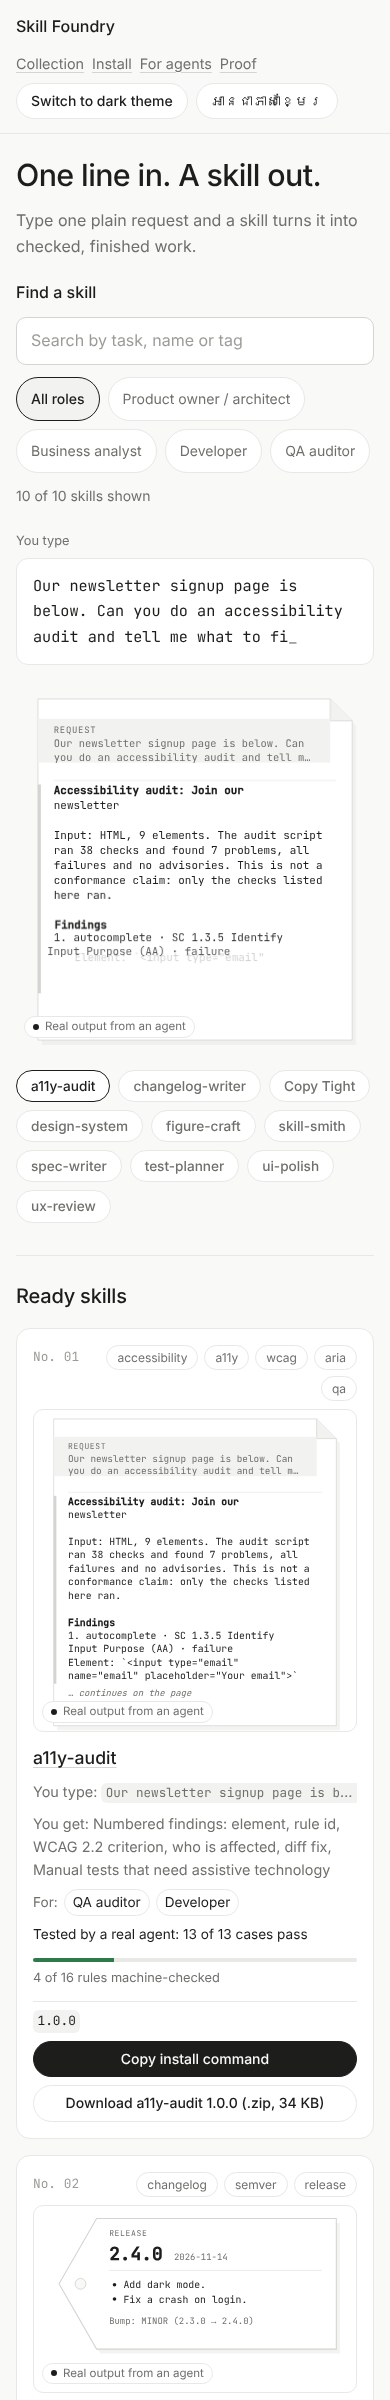 Skill Foundry
Collection Install For agents Proof
Switch to dark theme
អានជាភាសាខ្មែរ
One line in. A skill out.
Type one plain request and a skill turns it into
checked, finished work.
Find a skill
Search by task, name or tag
All roles
Product owner / architect
Business analyst
Developer
QA auditor
10 of 10 skills shown
You type
Our newsletter signup page is
below. Can you do an accessibility
audit and tell me what to fi_
REQUEST
Our newsletter signup page is below. Can
you do an accessibility audit and tell m…
Accessibility audit: Join our
newsletter
Input: HTML, 9 elements. The audit script
ran 38 checks and found 7 problems, all
failures and no advisories. This is not a
conformance claim: only the checks listed
here ran.
Findings
1. autocomplete · SC 1.3.5 Identify
Input Purpose (AA) · failure
Element: `<input type="email"
Real output from an agent
a11y-audit
changelog-writer
Copy Tight
design-system
figure-craft
skill-smith
spec-writer
test-planner
ui-polish
ux-review
Ready skills
No. 01
accessibility
a11y
wcag
aria
qa
REQUEST
Our newsletter signup page is below. Can
you do an accessibility audit and tell m…
Accessibility audit: Join our
newsletter
Input: HTML, 9 elements. The audit script
ran 38 checks and found 7 problems, all
failures and no advisories. This is not a
conformance claim: only the checks listed
here ran.
Findings
1. autocomplete · SC 1.3.5 Identify
Input Purpose (AA) · failure
Element: `<input type="email"
name="email" placeholder="Your email">`
… continues on the page
Real output from an agent
a11y-audit
You type: Our newsletter signup page is b…
You get: Numbered findings: element, rule id,
WCAG 2.2 criterion, who is affected, diff fix,
Manual tests that need assistive technology
For: QA auditor Developer
Tested by a real agent: 13 of 13 cases pass
4 of 16 rules machine-checked
1.0.0
Copy install command
Download a11y-audit 1.0.0 (.zip, 34 KB)
No. 02
changelog
semver
release
RELEASE
2.4.0 2026-11-14
• Add dark mode.
• Fix a crash on login.
Bump: MINOR (2.3.0 → 2.4.0)
Real output from an agent